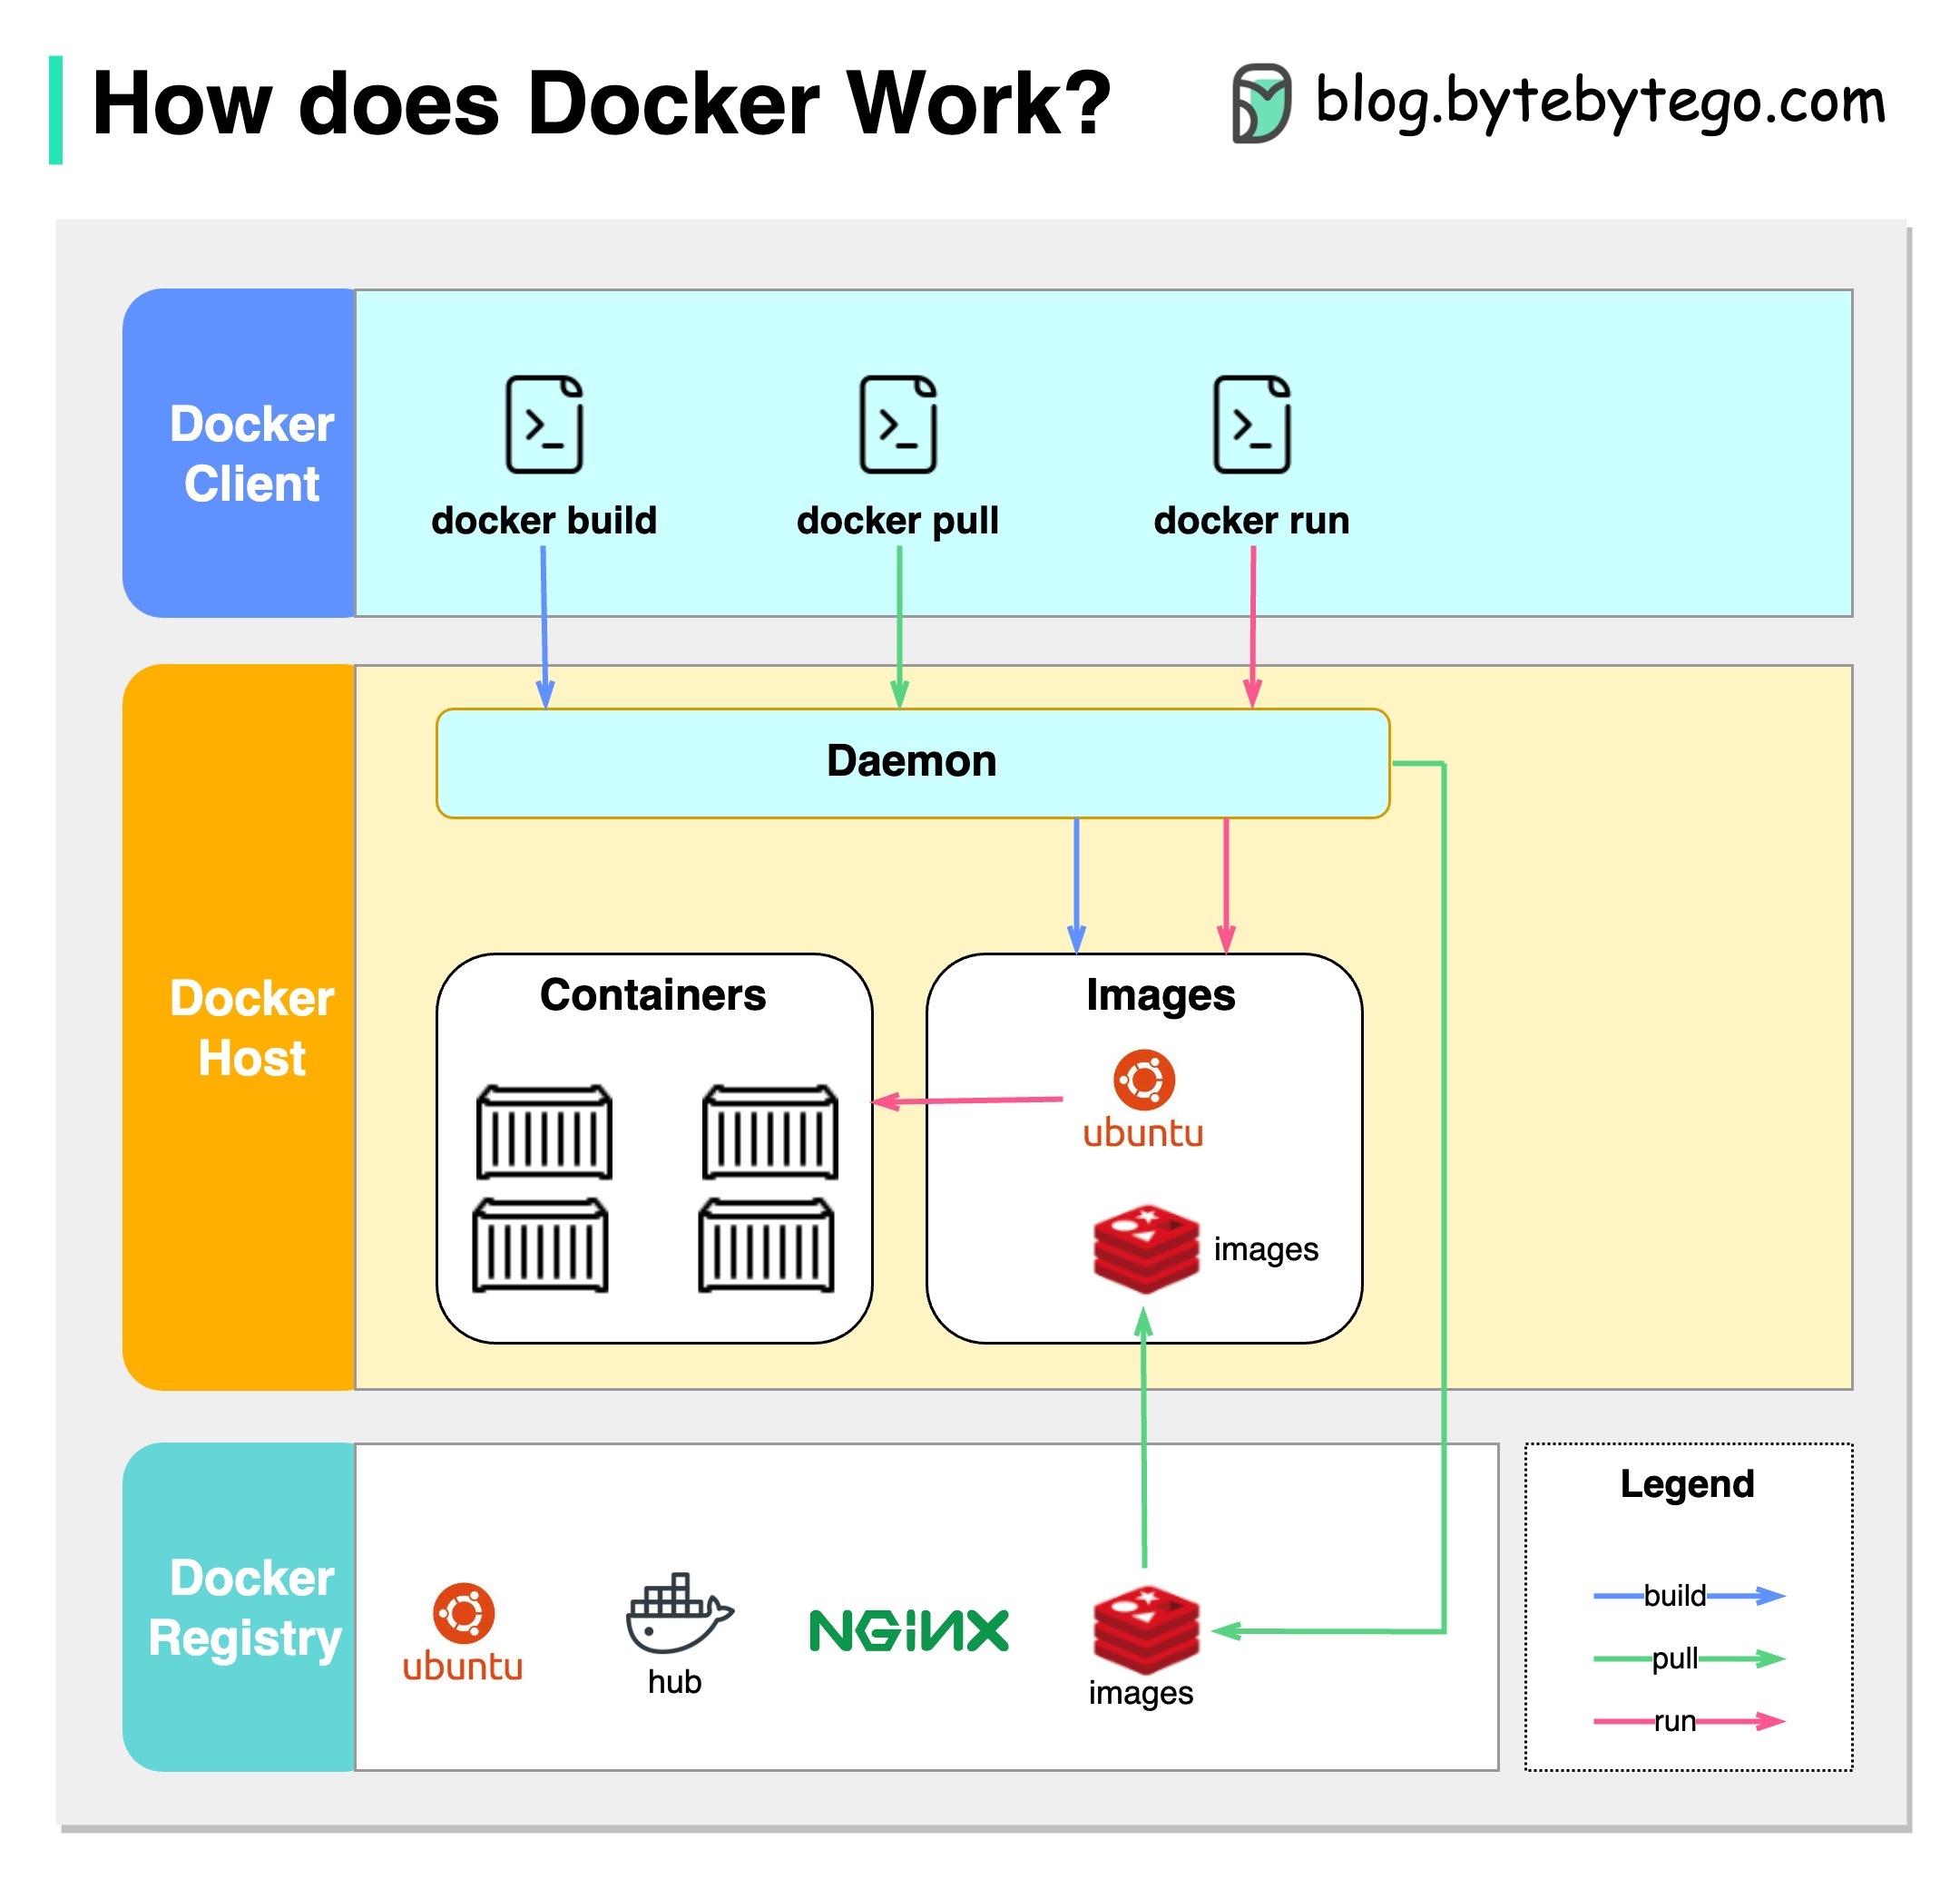 How does Docker Work?
blog.bytebytego.com
Docker
Client
docker build
docker pull
docker run
Docker
Host
Daemon
Containers
Images
ubuntu
images
Docker
Registry
ubuntu
hub
NGINX
images
Legend
build
pull
run